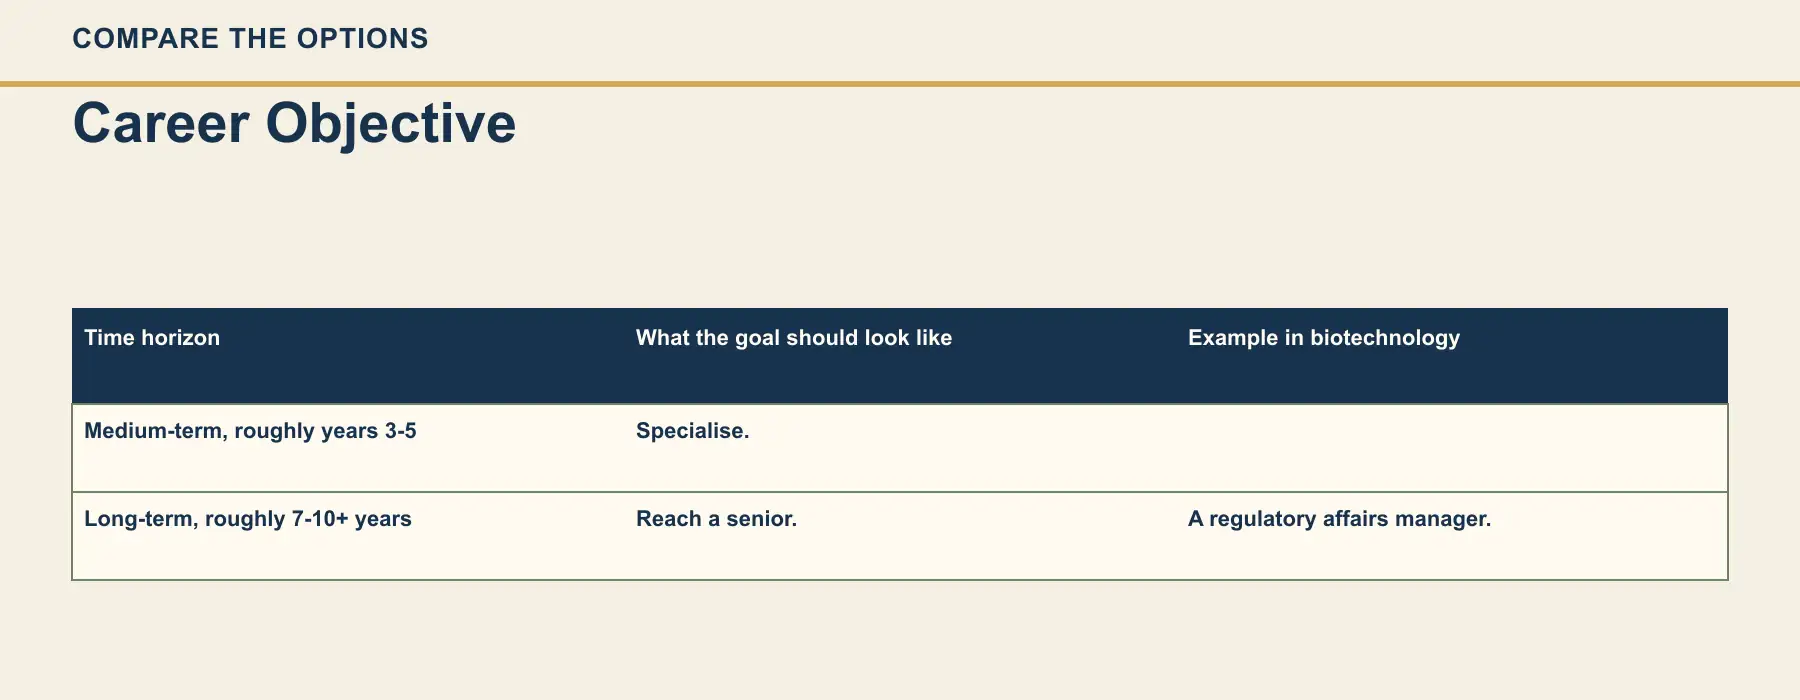 COMPARE THE OPTIONS
Career Objective
Time horizon What the goal should look like Example in biotechnology
Medium-term, roughly years 3-5 Specialise.
Long-term, roughly 7-10+ years Reach a senior. A regulatory affairs manager.